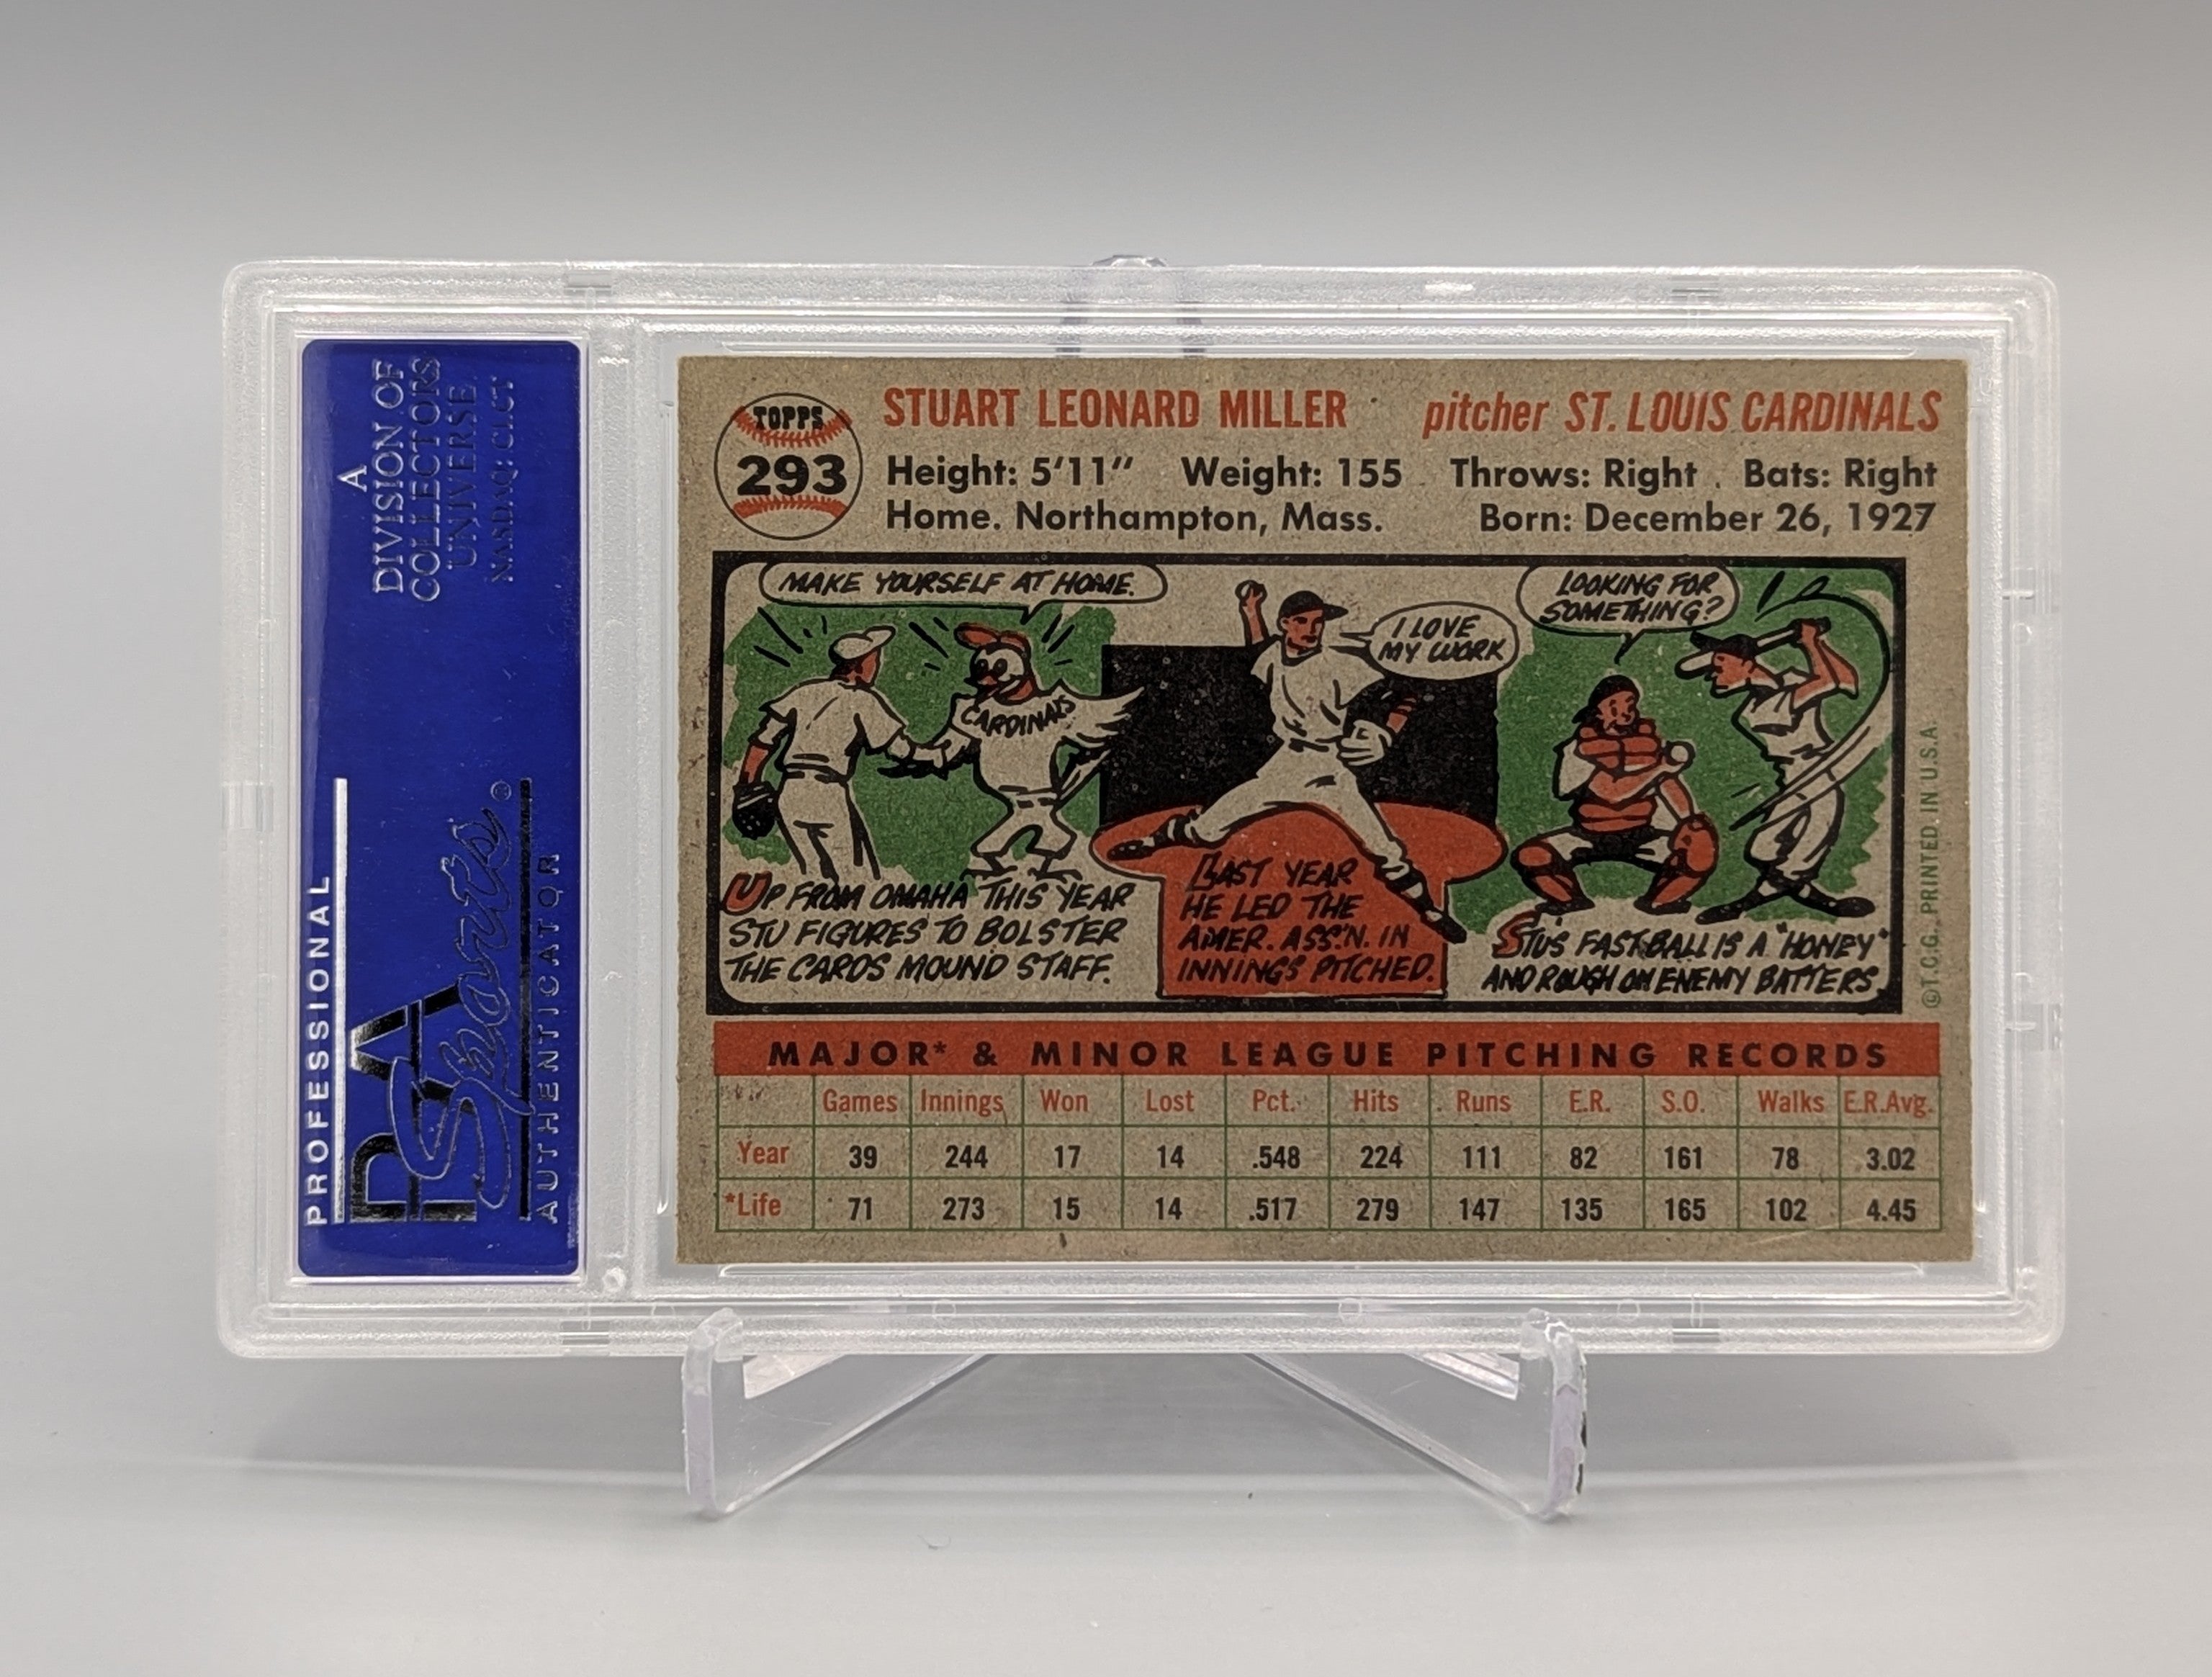 A
DIVISION OF
COLLECTORS
UNIVERSE
NASDAQ: CLCT
PROFESSIONAL
PSA
Sports®
AUTHENTICATOR
TOPPS
293
STUART LEONARD MILLER pitcher ST. LOUIS CARDINALS
Height: 5'11" Weight: 155 Throws: Right Bats: Right
Home. Northampton, Mass. Born: December 26, 1927
MAKE YOURSELF AT HOME.
CARDINALS
UP FROM OMAHA THIS YEAR
STU FIGURES TO BOLSTER
THE CARDS MOUND STAFF.
I LOVE
MY WORK
LAST YEAR
HE LED THE
AMER. ASS'N. IN
INNINGS PITCHED.
LOOKING FOR
SOMETHING?
STU'S FAST BALL IS A "HONEY"
AND ROUGH ON ENEMY BATTERS.
©T.C.G. PRINTED IN U.S.A.
MAJOR* & MINOR LEAGUE PITCHING RECORDS
Games Innings Won Lost Pct. Hits Runs E.R. S.O. Walks E.R.Avg.
Year 39 244 17 14 .548 224 111 82 161 78 3.02
*Life 71 273 15 14 .517 279 147 135 165 102 4.45